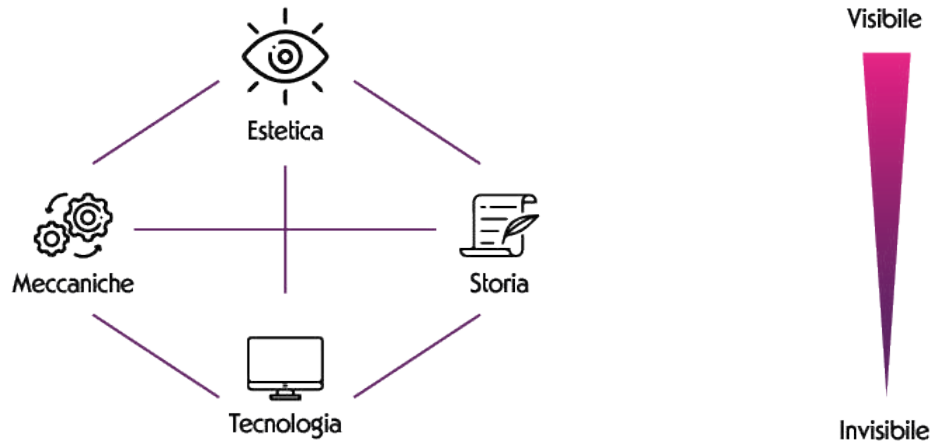 Visibile
Estetica
Meccaniche
Storia
Tecnologia
Invisibile